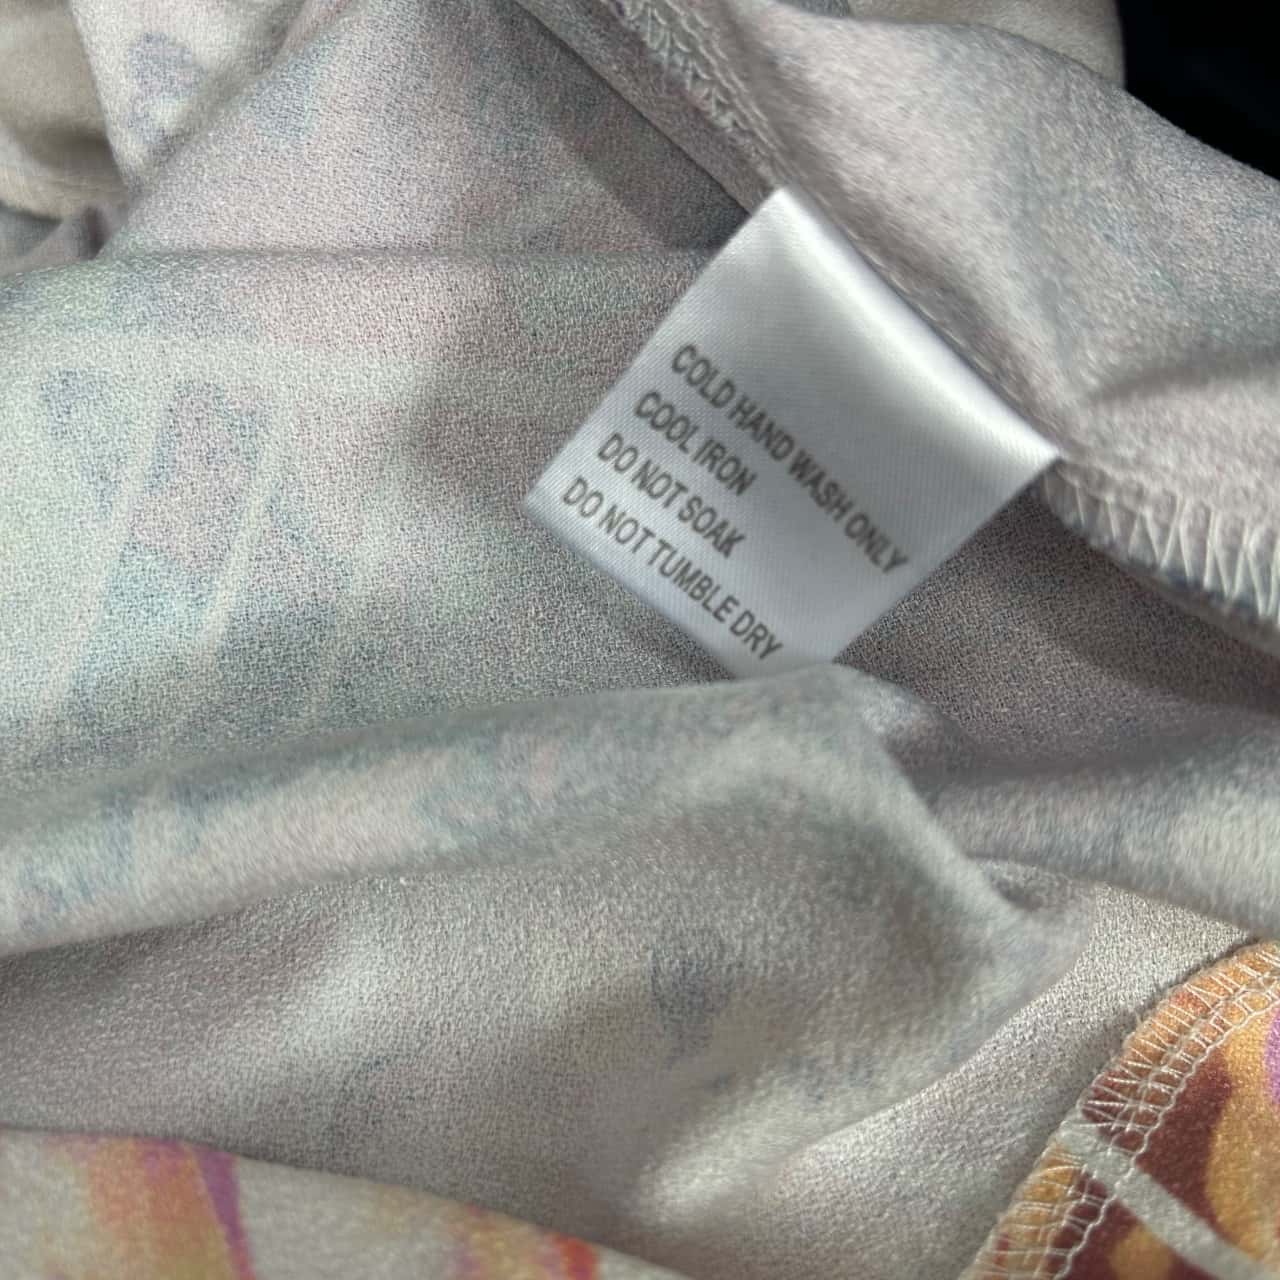 COLD HAND WASH ONLY
COOL IRON
DO NOT SOAK
DO NOT TUMBLE DRY